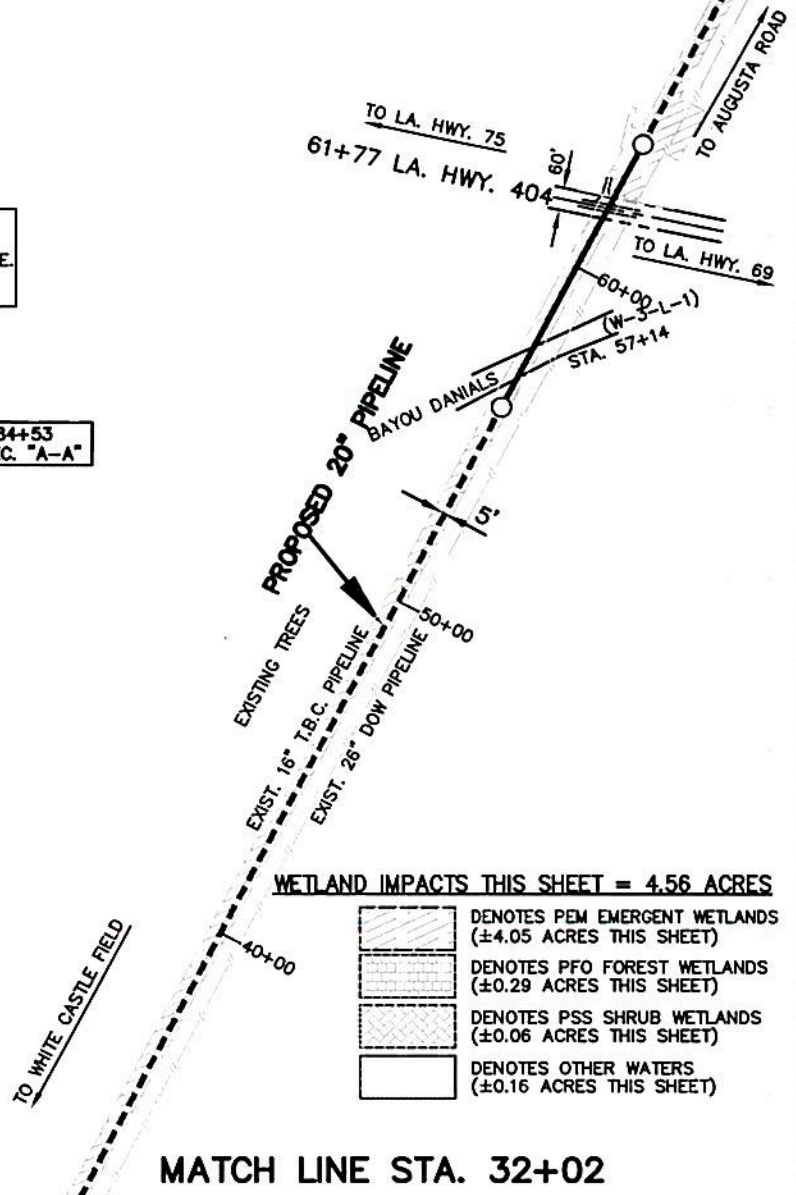 TO AUGUSTA ROAD
TO LA. HWY. 75
61+77 LA. HWY. 404
60'
TO LA. HWY. 69
E.
60+00
(W-3-L-1)
STA. 57+14
BAYOU DANIALS
PROPOSED 20" PIPELINE
34+53
C. "A-A"
5'
50+00
EXISTING TREES
EXIST. 16" T.B.C. PIPELINE
EXIST. 26" DOW PIPELINE
40+00
TO WHITE CASTLE FIELD
WETLAND IMPACTS THIS SHEET = 4.56 ACRES
DENOTES PEM EMERGENT WETLANDS
(±4.05 ACRES THIS SHEET)
DENOTES PFO FOREST WETLANDS
(±0.29 ACRES THIS SHEET)
DENOTES PSS SHRUB WETLANDS
(±0.06 ACRES THIS SHEET)
DENOTES OTHER WATERS
(±0.16 ACRES THIS SHEET)
MATCH LINE STA. 32+02